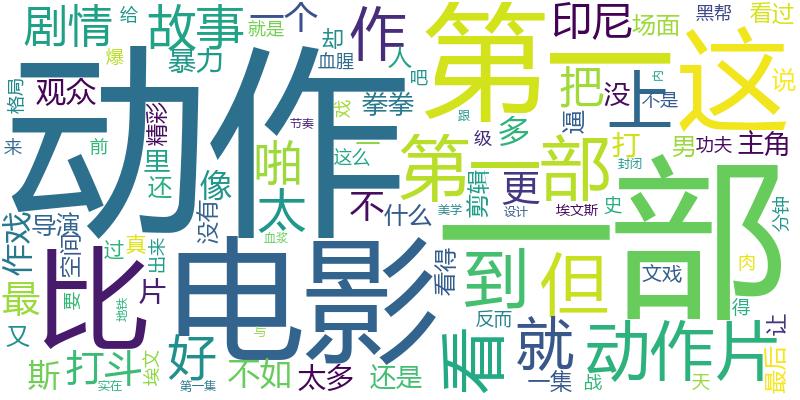 剧情 故事 一个 给 却 作 印尼 场面 黑帮 看过
爆 暴力 就是 血腥 人 吧 第一 这 说
格局 观众 精彩 戏 拳拳 把 没 不是 内
动作 节奏 一 跟 级 多 逼 上 打 男 功夫 主角
来 前 里 还 像 啪 这么 第一部 更 封闭
作戏 导演 没有 太 不 什么 剪辑 美学 设计 埃文斯 史 分钟
比 过 真 空间 出来 血浆 电影 看得 到 但 一部 文戏 肉
最 要 片 地铁 与 反而 得 让
又 斯 打斗 埃文 好 不如 太多 还是 看 就 动作片 最后
实在 第一集 一集 战 天